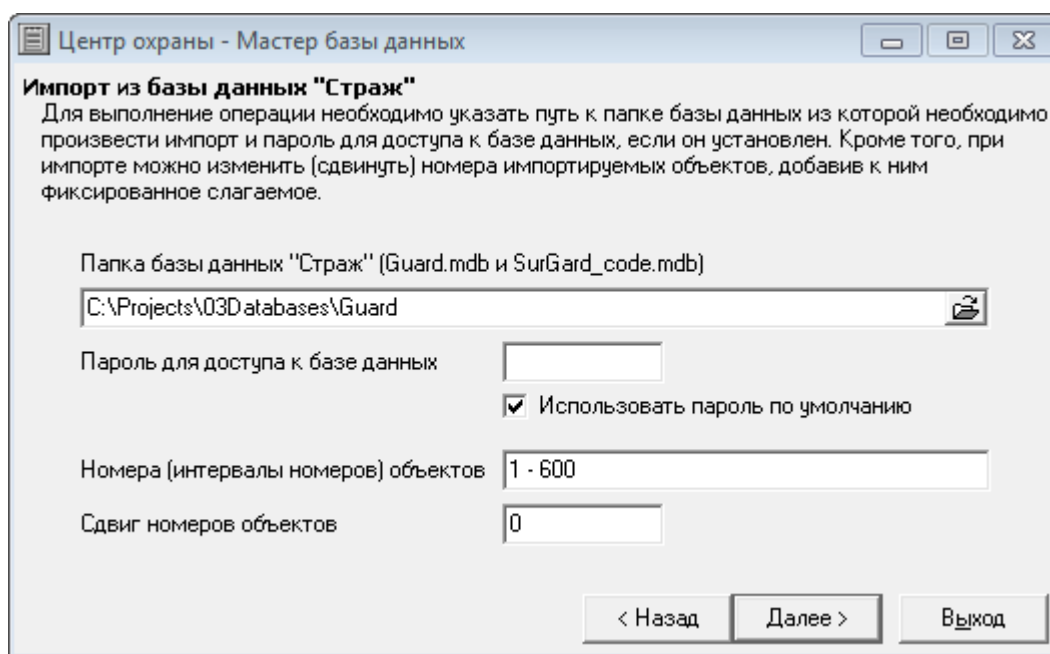 Центр охраны - Мастер базы данных
Импорт из базы данных "Страж"
Для выполнение операции необходимо указать путь к папке базы данных из которой необходимо
произвести импорт и пароль для доступа к базе данных, если он установлен. Кроме того, при
импорте можно изменить (сдвинуть) номера импортируемых объектов, добавив к ним
фиксированное слагаемое.
Папка базы данных "Страж" (Guard.mdb и SurGard_code.mdb)
C:\Projects\03Databases\Guard
Пароль для доступа к базе данных
Использовать пароль по умолчанию
Номера (интервалы номеров) объектов 1 - 600
Сдвиг номеров объектов 0
< Назад Далее > Выход